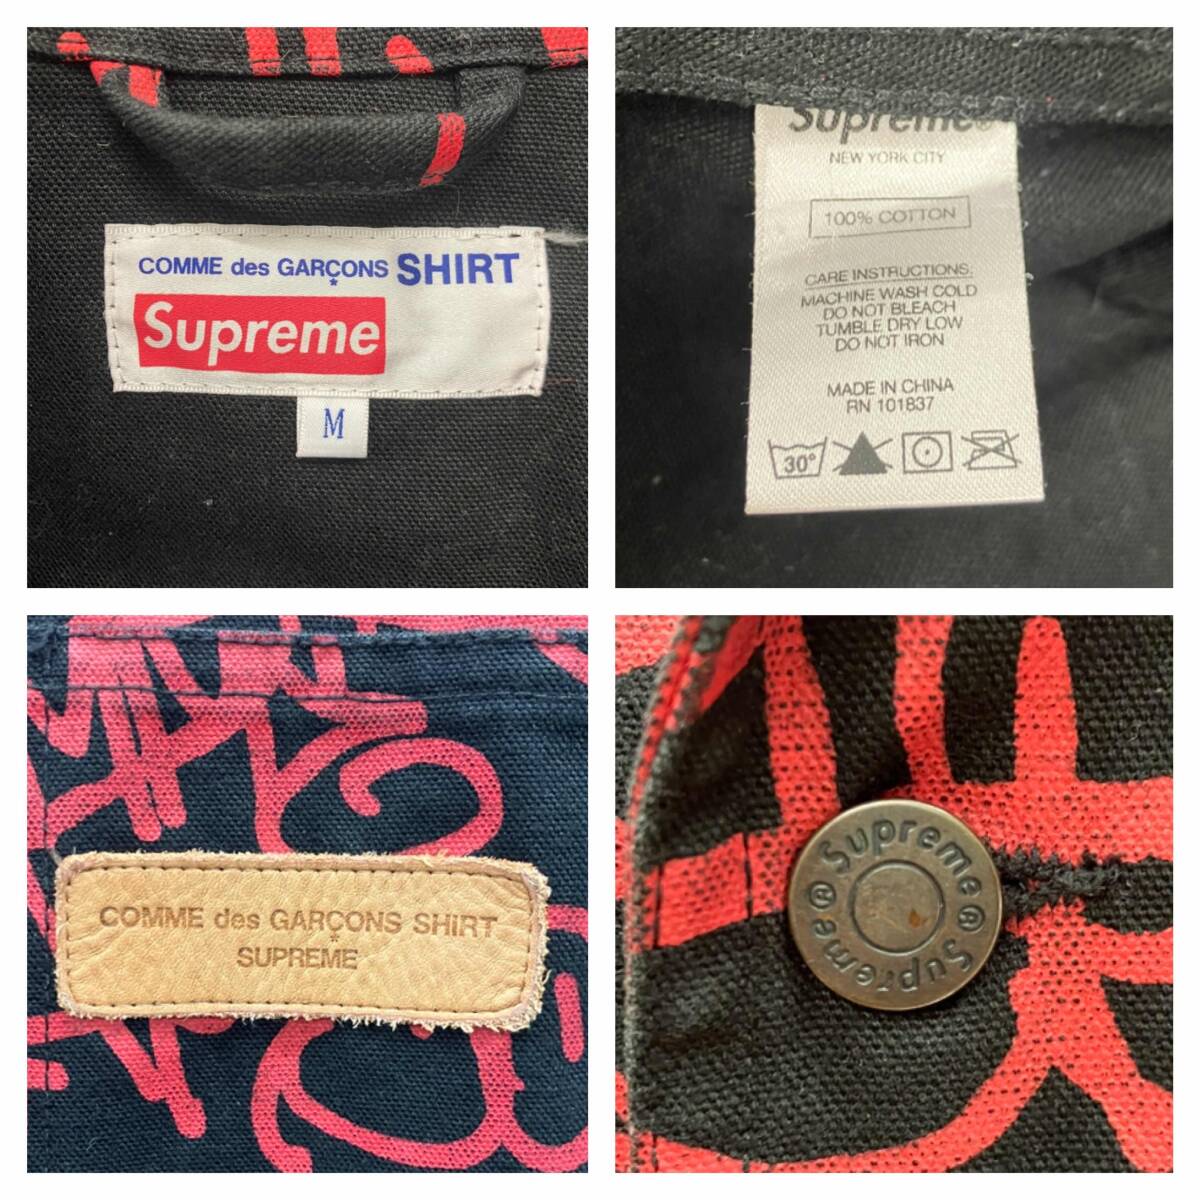 COMME des GARÇONS SHIRT
Supreme
M
Supreme®
NEW YORK CITY
100% COTTON
CARE INSTRUCTIONS:
MACHINE WASH COLD
DO NOT BLEACH
TUMBLE DRY LOW
DO NOT IRON
MADE IN CHINA
RN 101837
30°
COMME des GARÇONS SHIRT
SUPREME
Supreme®
Supreme®